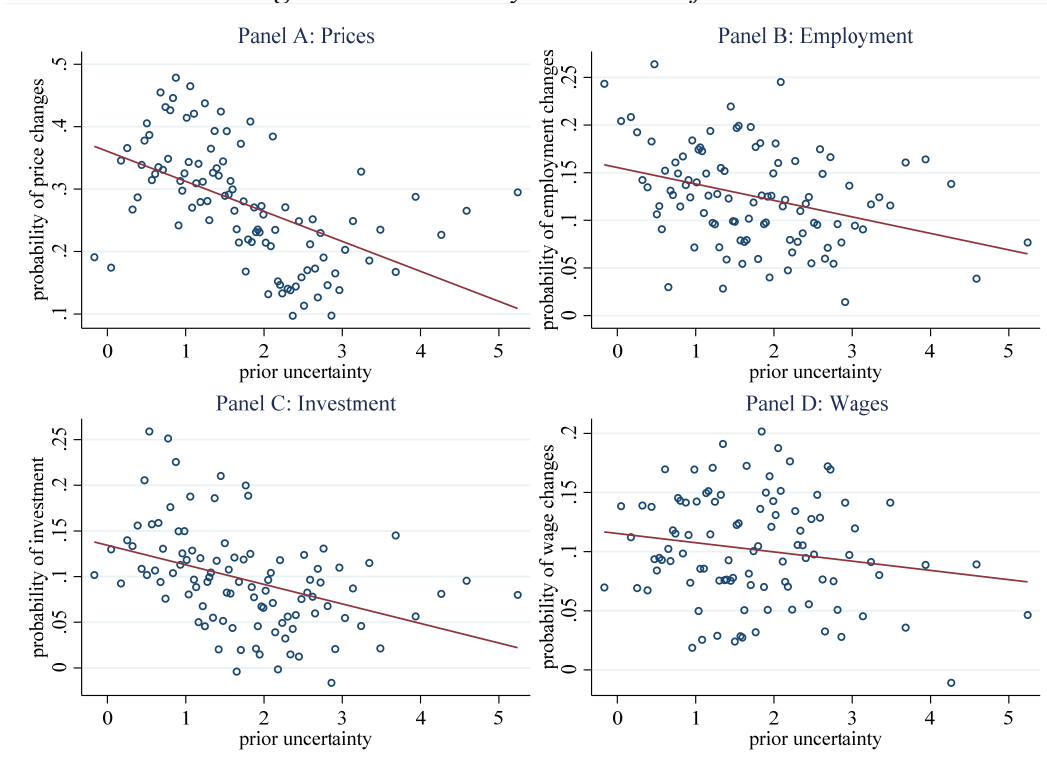 Panel A: Prices
probability of price changes
.5
.4
.3
.2
.1
0 1 2 3 4 5
prior uncertainty
Panel B: Employment
probability of employment changes
.25
.2
.15
.1
.05
0
0 1 2 3 4 5
prior uncertainty
Panel C: Investment
probability of investment
.25
.2
.15
.1
.05
0
0 1 2 3 4 5
prior uncertainty
Panel D: Wages
probability of wage changes
.2
.15
.1
.05
0
0 1 2 3 4 5
prior uncertainty